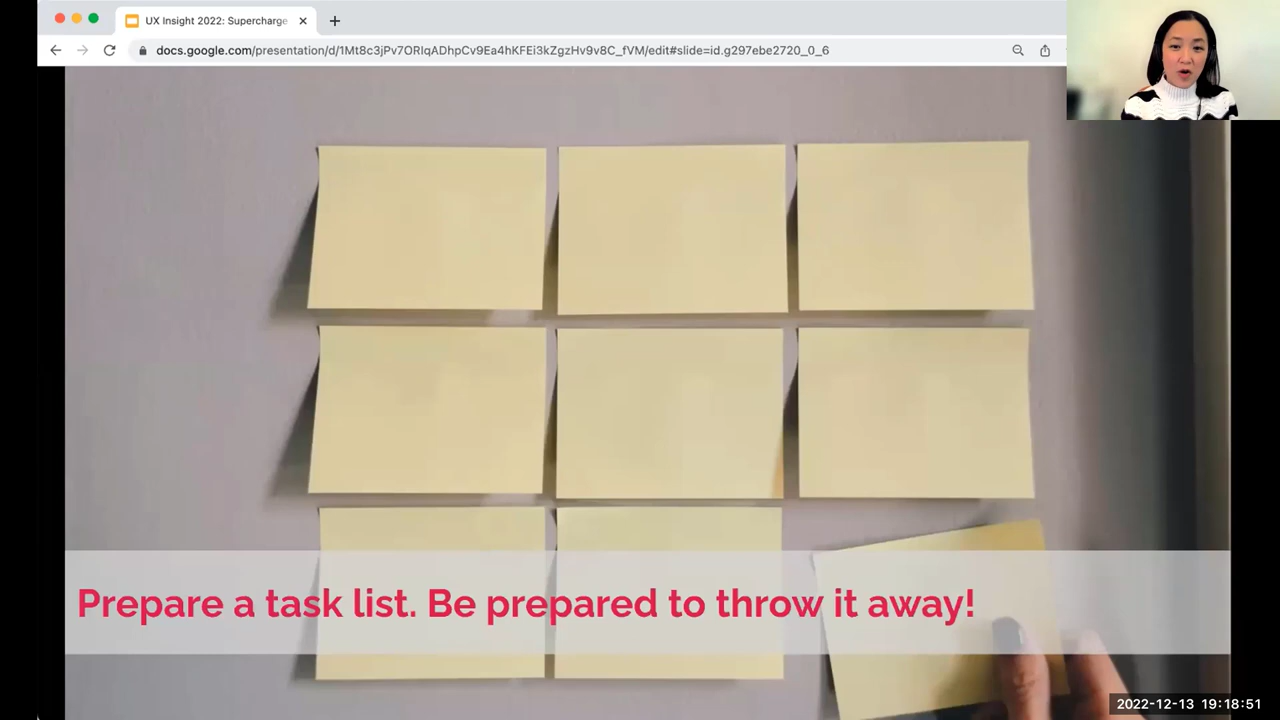 UX Insight 2022: Supercharge
docs.google.com/presentation/d/1Mt8c3jPv7ORIqADhpCv9Ea4hKFEi3kZgzHv9v8C_fVM/edit#slide=id.g297ebe2720_0_6
Prepare a task list. Be prepared to throw it away!
2022-12-13 19:18:51